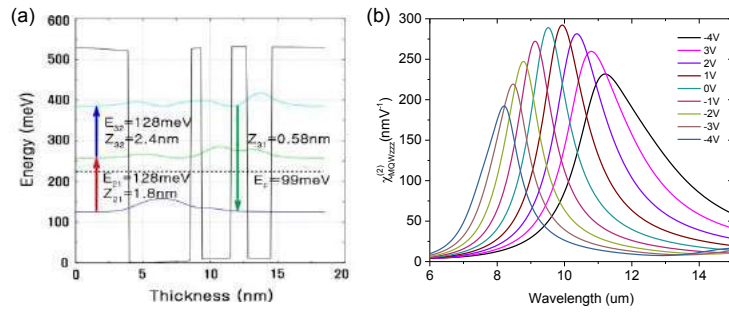 (a)
600
500
400
300
200
100
0
Energy (meV)
E32=128meV
Z32=2.4nm
Z31=0.58nm
E21=128meV
Z21=1.8nm
EF=99meV
0 5 10 15 20
Thickness (nm)
(b)
300
250
200
150
100
50
0
χ(2)MQWzzz(nmV-1)
-4V
3V
2V
1V
0V
-1V
-2V
-3V
-4V
6 8 10 12 14
Wavelength (um)